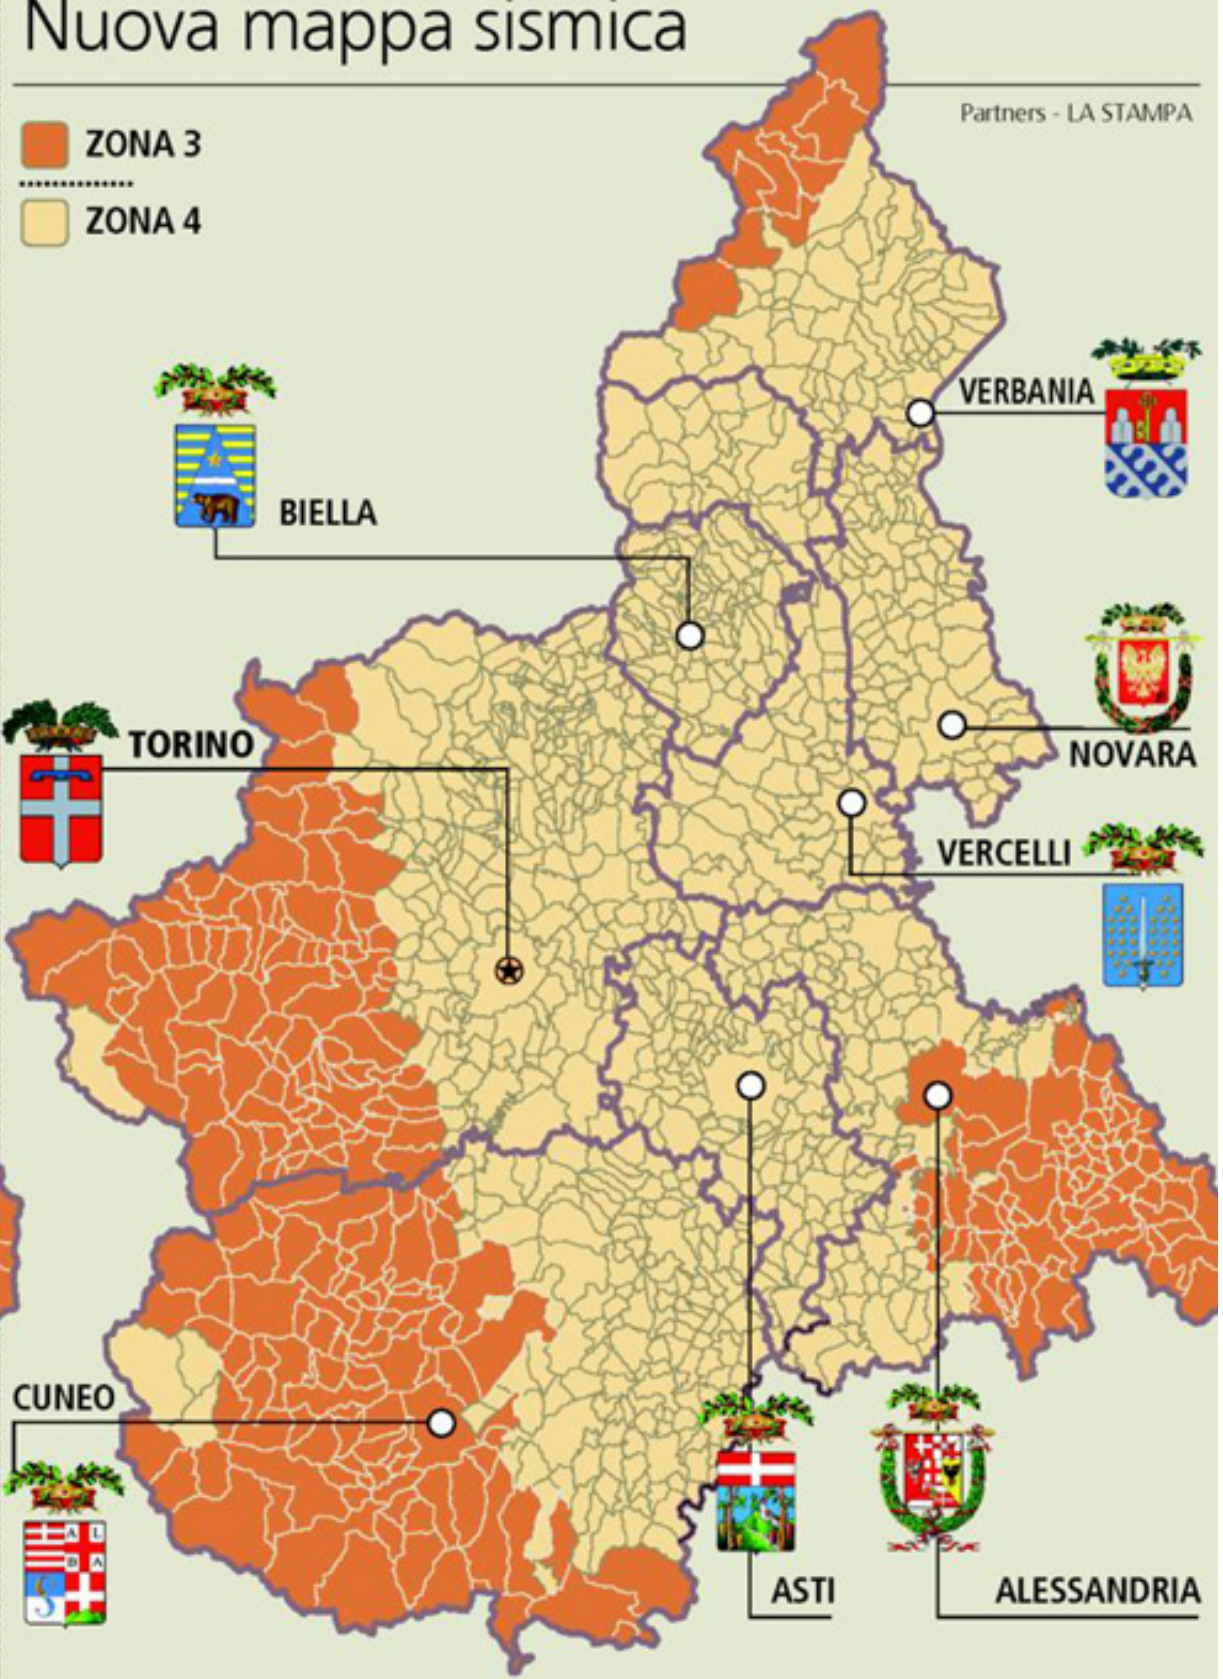 Nuova mappa sismica
Partners - LA STAMPA
ZONA 3
ZONA 4
VERBANIA
BIELLA
TORINO
NOVARA
VERCELLI
CUNEO
A L
B A
ASTI
ALESSANDRIA